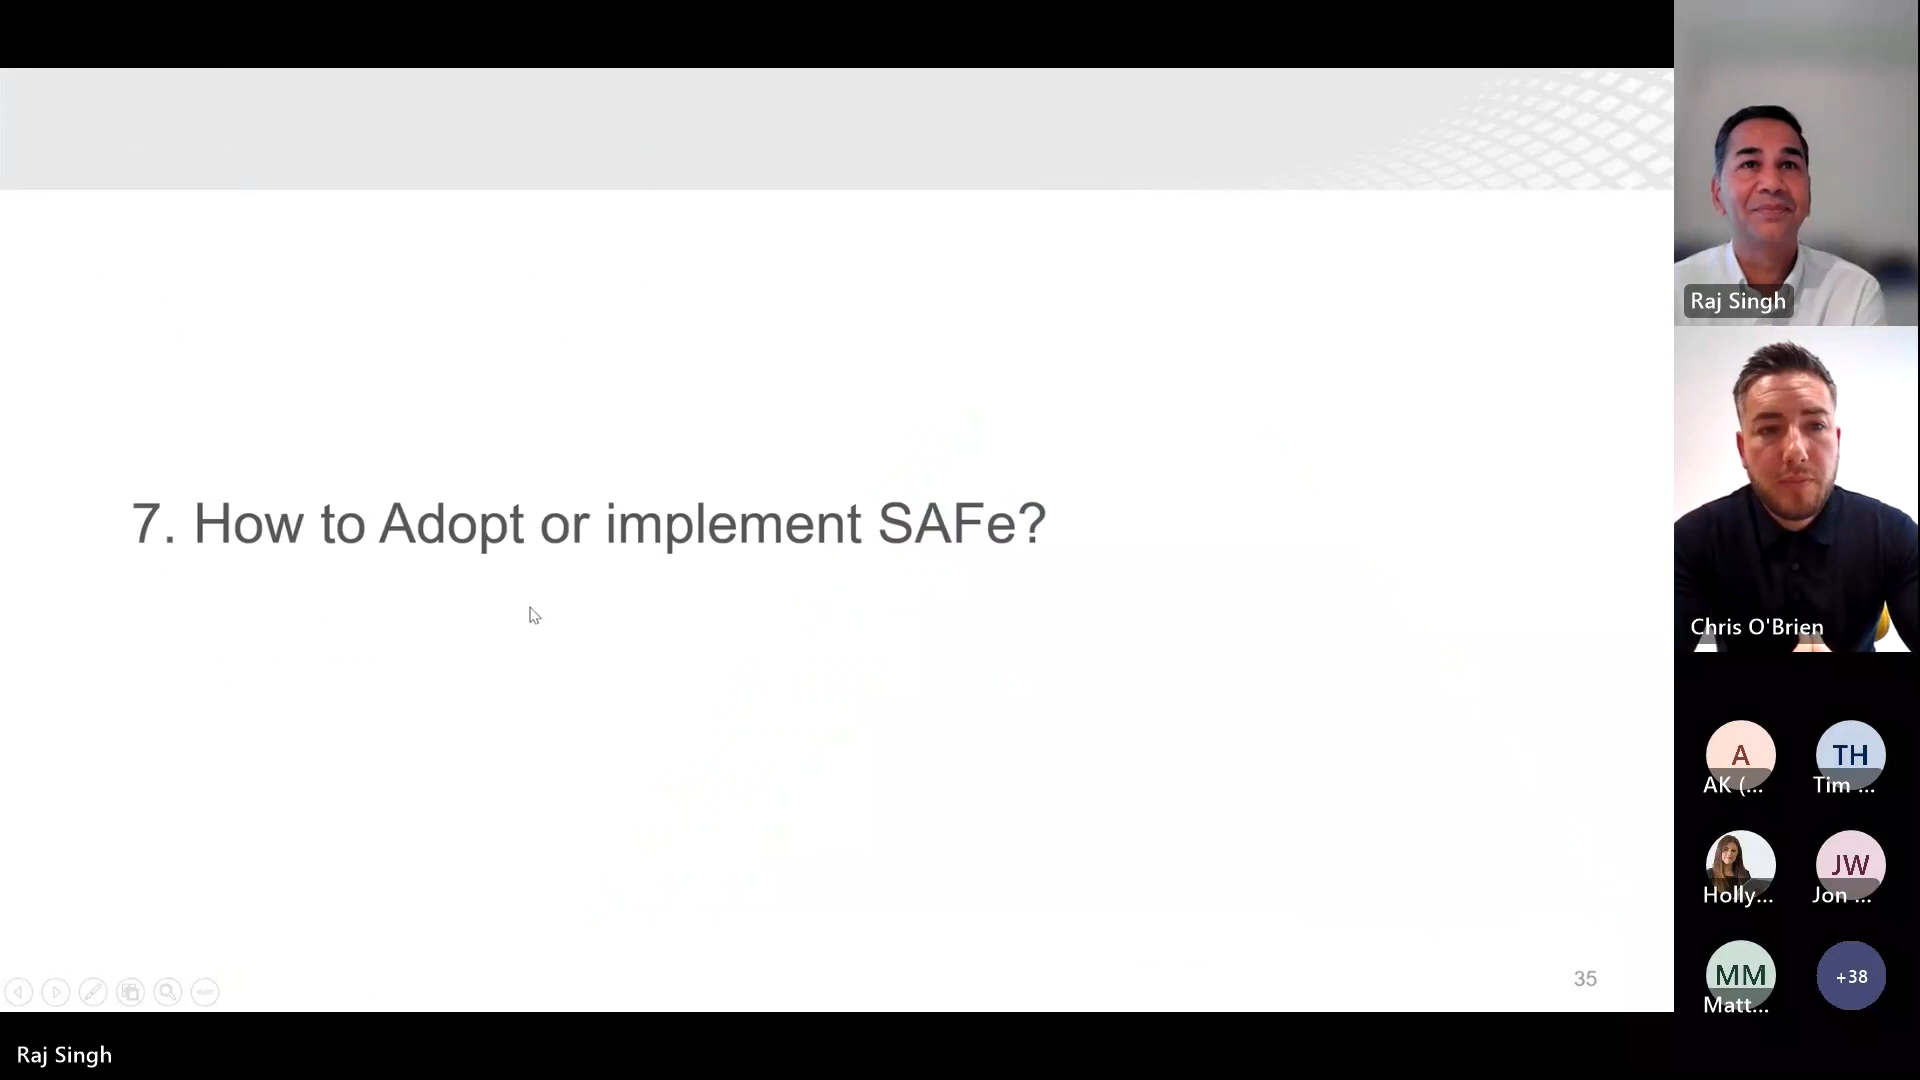 7. How to Adopt or implement SAFe?
35
Raj Singh
Raj Singh
Chris O'Brien
A
AK (...
TH
Tim ...
Holly...
JW
Jon ...
MM
Matt...
+38